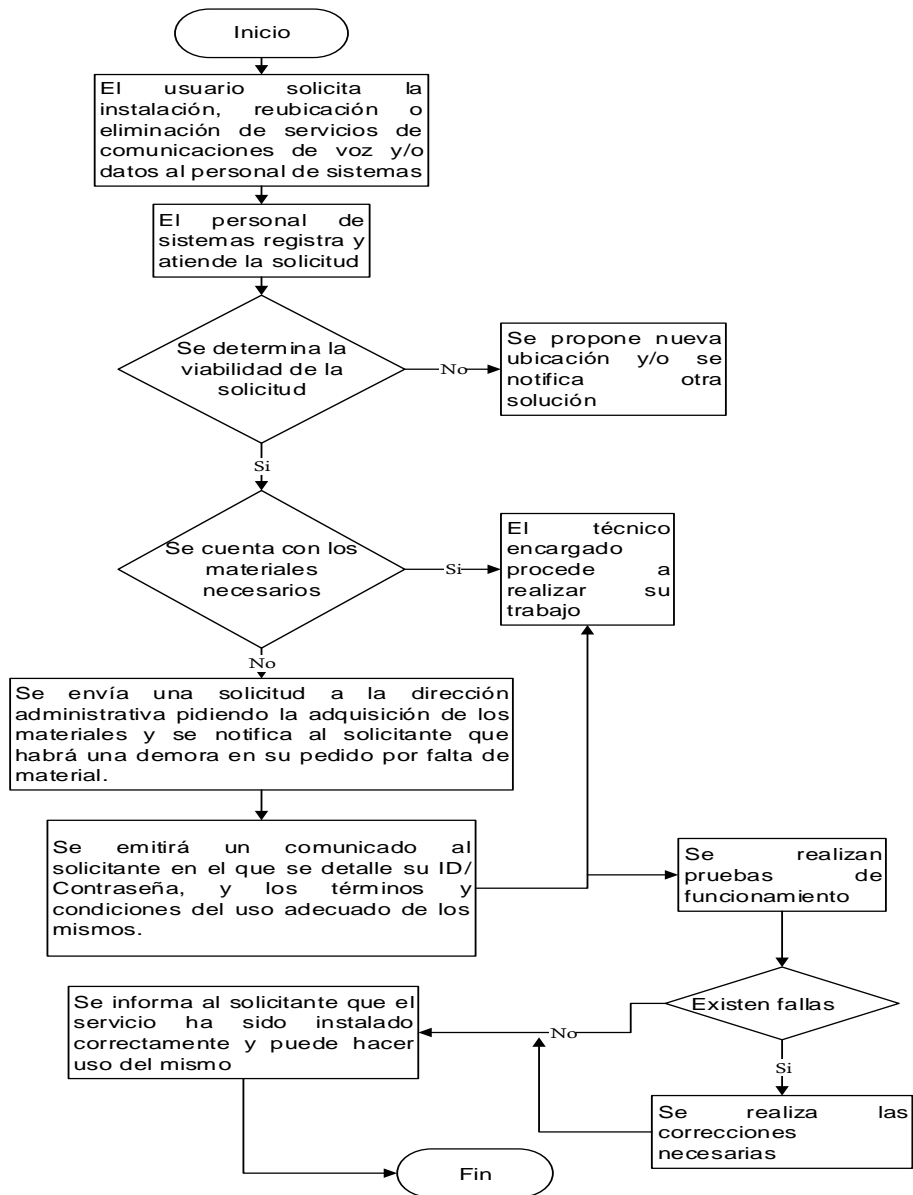 Inicio
El usuario solicita la
instalación, reubicación o
eliminación de servicios de
comunicaciones de voz y/o
datos al personal de sistemas
El personal de
sistemas registra y
atiende la solicitud
Se determina la
viabilidad de la
solicitud
No
Se propone nueva
ubicación y/o se
notifica otra
solución
Si
Se cuenta con los
materiales
necesarios
Si
El técnico
encargado
procede a
realizar su
trabajo
No
Se envía una solicitud a la dirección
administrativa pidiendo la adquisición de los
materiales y se notifica al solicitante que
habrá una demora en su pedido por falta de
material.
Se emitirá un comunicado al
solicitante en el que se detalle su ID/
Contraseña, y los términos y
condiciones del uso adecuado de los
mismos.
Se realizan
pruebas de
funcionamiento
Existen fallas
No
Se informa al solicitante que el
servicio ha sido instalado
correctamente y puede hacer
uso del mismo
Si
Se realiza las
correcciones
necesarias
Fin